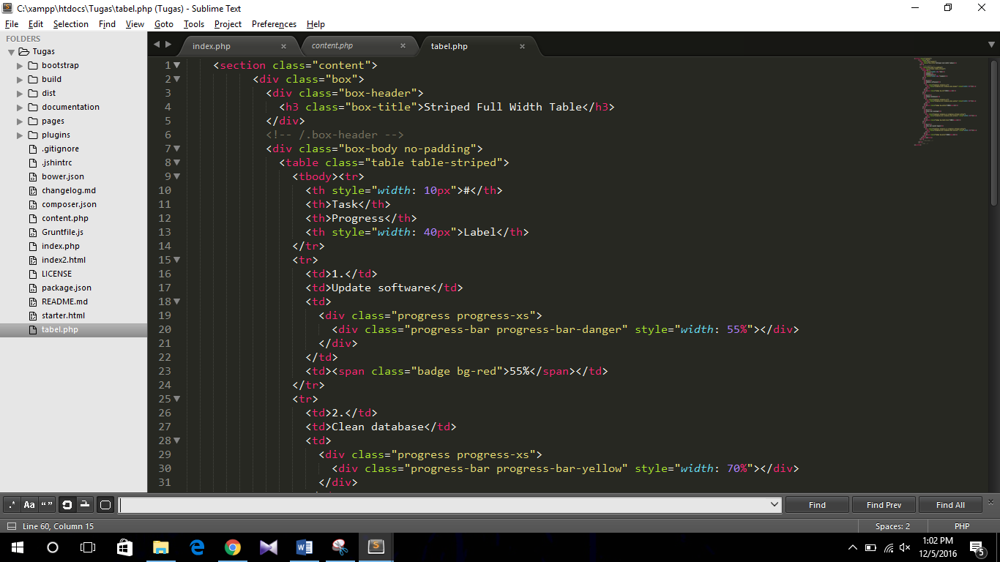 C:\xampp\htdocs\Tugas\tabel.php (Tugas) - Sublime Text
File Edit Selection Find View Goto Tools Project Preferences Help
FOLDERS
Tugas
bootstrap
build
dist
documentation
pages
plugins
.gitignore
.jshintrc
bower.json
changelog.md
composer.json
content.php
Gruntfile.js
index.php
index2.html
LICENSE
package.json
README.md
starter.html
tabel.php
index.php × content.php × tabel.php ×
1 <section class="content">
2 <div class="box">
3 <div class="box-header">
4 <h3 class="box-title">Striped Full Width Table</h3>
5 </div>
6 <!-- /.box-header -->
7 <div class="box-body no-padding">
8 <table class="table table-striped">
9 <tbody><tr>
10 <th style="width: 10px">#</th>
11 <th>Task</th>
12 <th>Progress</th>
13 <th style="width: 40px">Label</th>
14 </tr>
15 <tr>
16 <td>1.</td>
17 <td>Update software</td>
18 <td>
19 <div class="progress progress-xs">
20 <div class="progress-bar progress-bar-danger" style="width: 55%"></div>
21 </div>
22 </td>
23 <td><span class="badge bg-red">55%</span></td>
24 </tr>
25 <tr>
26 <td>2.</td>
27 <td>Clean database</td>
28 <td>
29 <div class="progress progress-xs">
30 <div class="progress-bar progress-bar-yellow" style="width: 70%"></div>
31 </div>
.* Aa “” Find Find Prev Find All
Line 60, Column 15 Spaces: 2 PHP
1:02 PM
12/5/2016
5